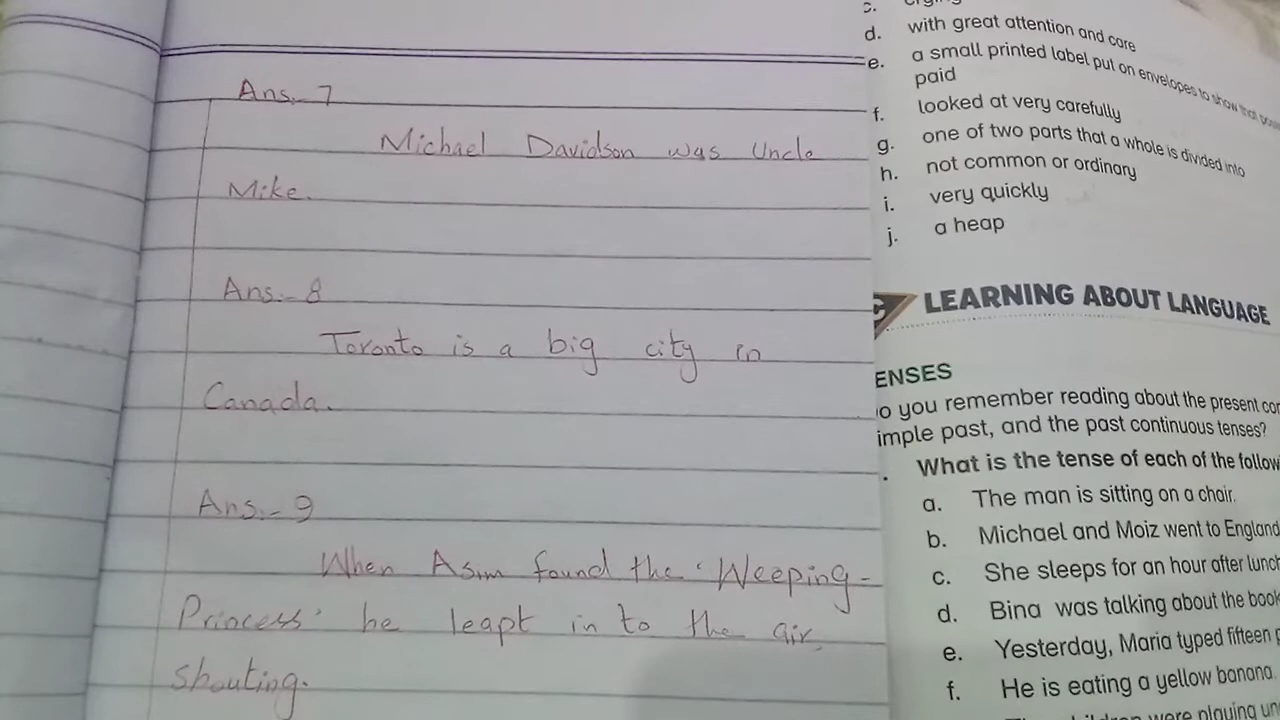 Ans.- 7
Michael Davidson was Uncle
Mike.
Ans.- 8
Toronto is a big city in
Canada.
Ans.- 9
When Asim found the 'Weeping-
Princess' he leapt in to the air,
shouting.
c.
d. with great attention and care
e. a small printed label put on envelopes to show that
paid
f. looked at very carefully
g. one of two parts that a whole is divided into
h. not common or ordinary
i. very quickly
j. a heap
C LEARNING ABOUT LANGUAGE
ENSES
o you remember reading about the present con
imple past, and the past continuous tenses?
What is the tense of each of the follow
a. The man is sitting on a chair.
b. Michael and Moiz went to England
c. She sleeps for an hour after lunch
d. Bina was talking about the book
e. Yesterday, Maria typed fifteen p
f. He is eating a yellow banana.
were playing un